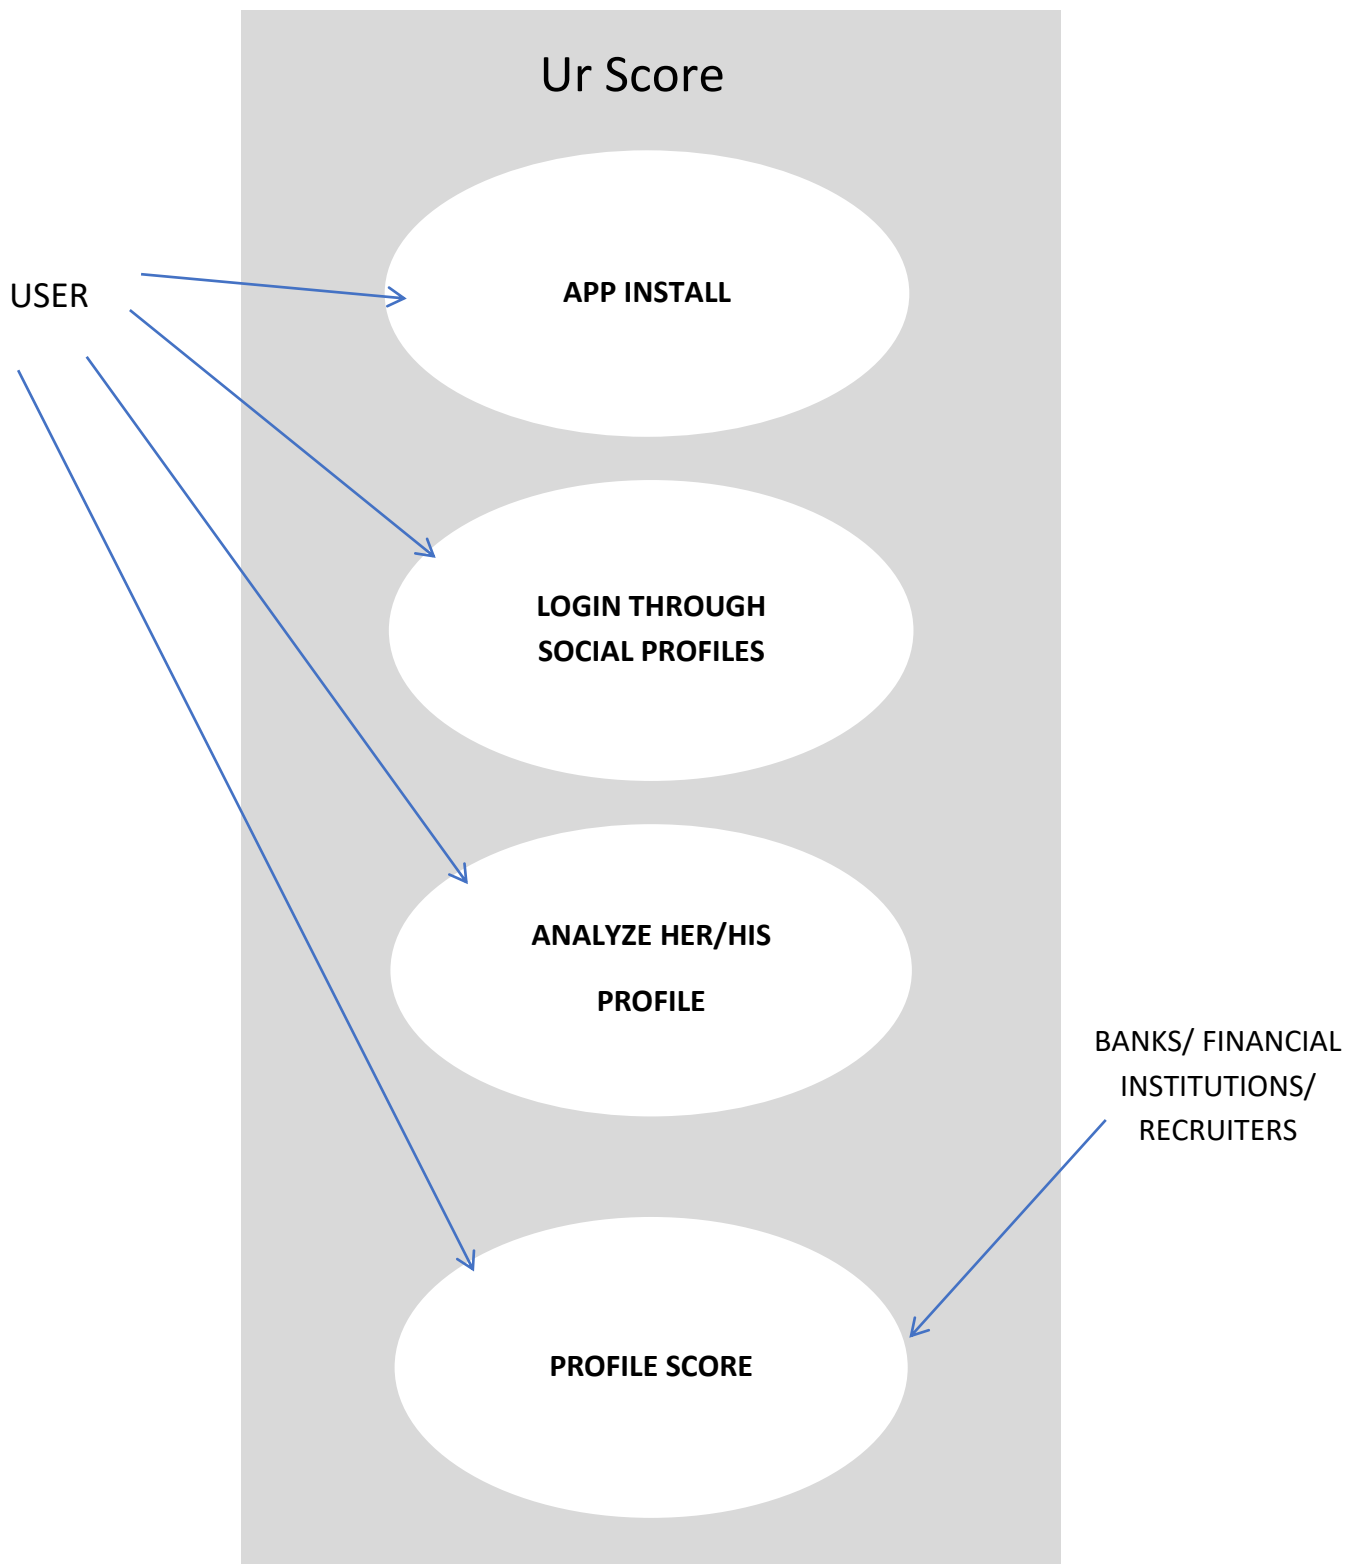 Ur Score
USER
APP INSTALL
LOGIN THROUGH
SOCIAL PROFILES
ANALYZE HER/HIS
PROFILE
BANKS/ FINANCIAL
INSTITUTIONS/
RECRUITERS
PROFILE SCORE